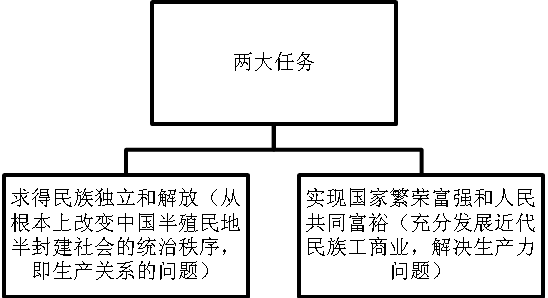 两大任务
求得民族独立和解放（从
根本上改变中国半殖民地
半封建社会的统治秩序，
即生产关系的问题）
实现国家繁荣富强和人民
共同富裕（充分发展近代
民族工商业，解决生产力
问题）